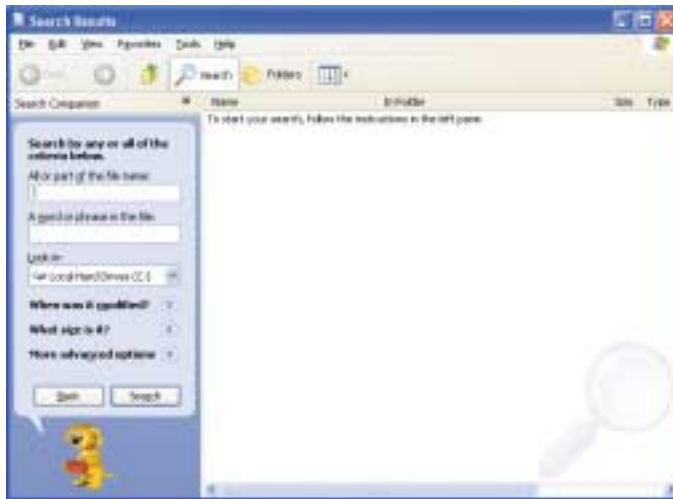 Search Results
File Edit View Favorites Tools Help
Back Search Folders
Search Companion Name In Folder Size Type
To start your search, follow the instructions in the left pane.
Search by any or all of the
criteria below.
All or part of the file name:
A word or phrase in the file:
Look in:
Local Hard Drives (C:)
When was it modified?
What size is it?
More advanced options
Back Search